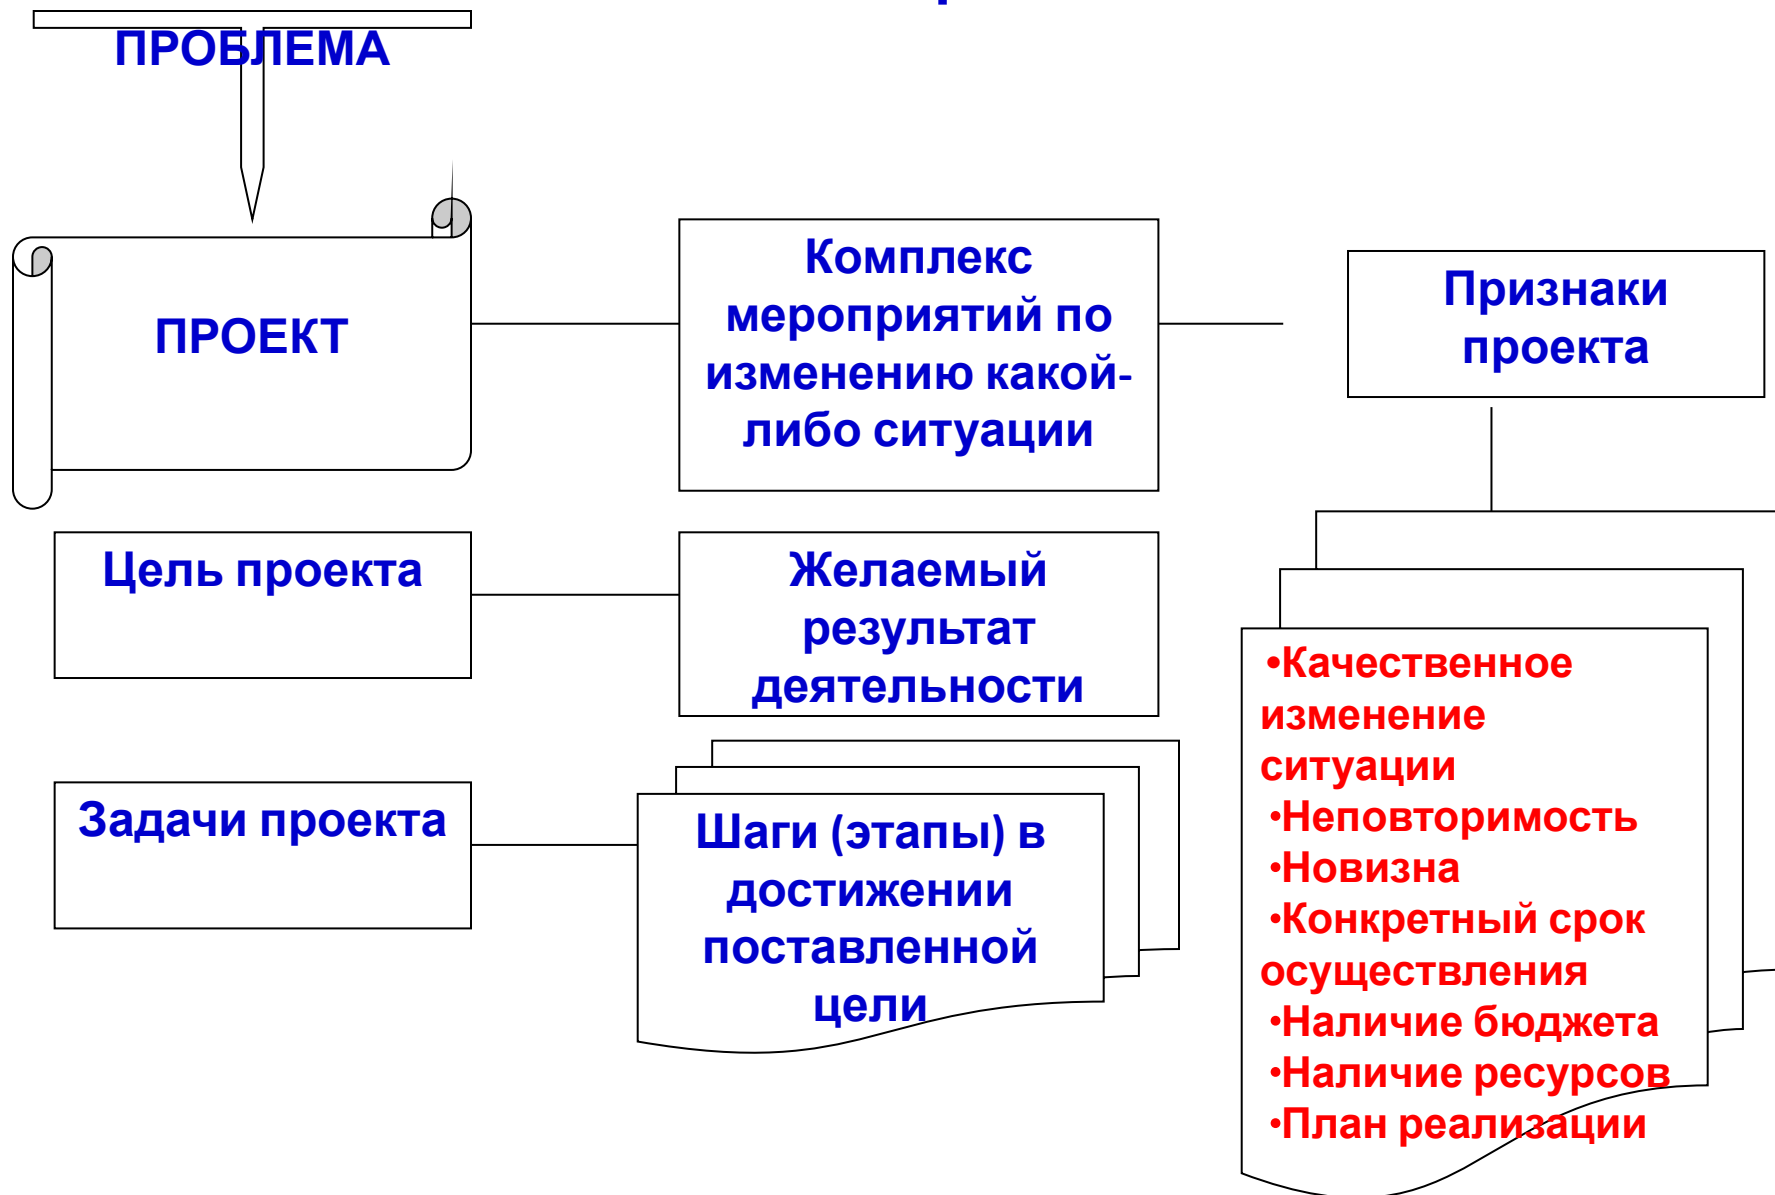 ПРОБЛЕМА
ПРОЕКТ
Комплекс
мероприятий по
изменению какой-
либо ситуации
Признаки
проекта
Цель проекта
Желаемый
результат
деятельности
Задачи проекта
Шаги (этапы) в
достижении
поставленной
цели
•Качественное
изменение
ситуации
•Неповторимость
•Новизна
•Конкретный срок
осуществления
•Наличие бюджета
•Наличие ресурсов
•План реализации